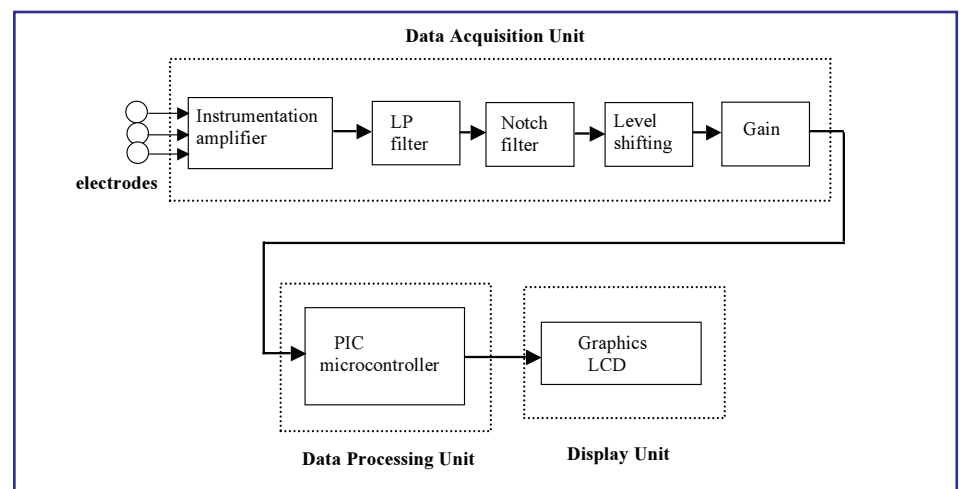 Data Acquisition Unit
Instrumentation
amplifier
LP
filter
Notch
filter
Level
shifting
Gain
electrodes
PIC
microcontroller
Graphics
LCD
Data Processing Unit
Display Unit